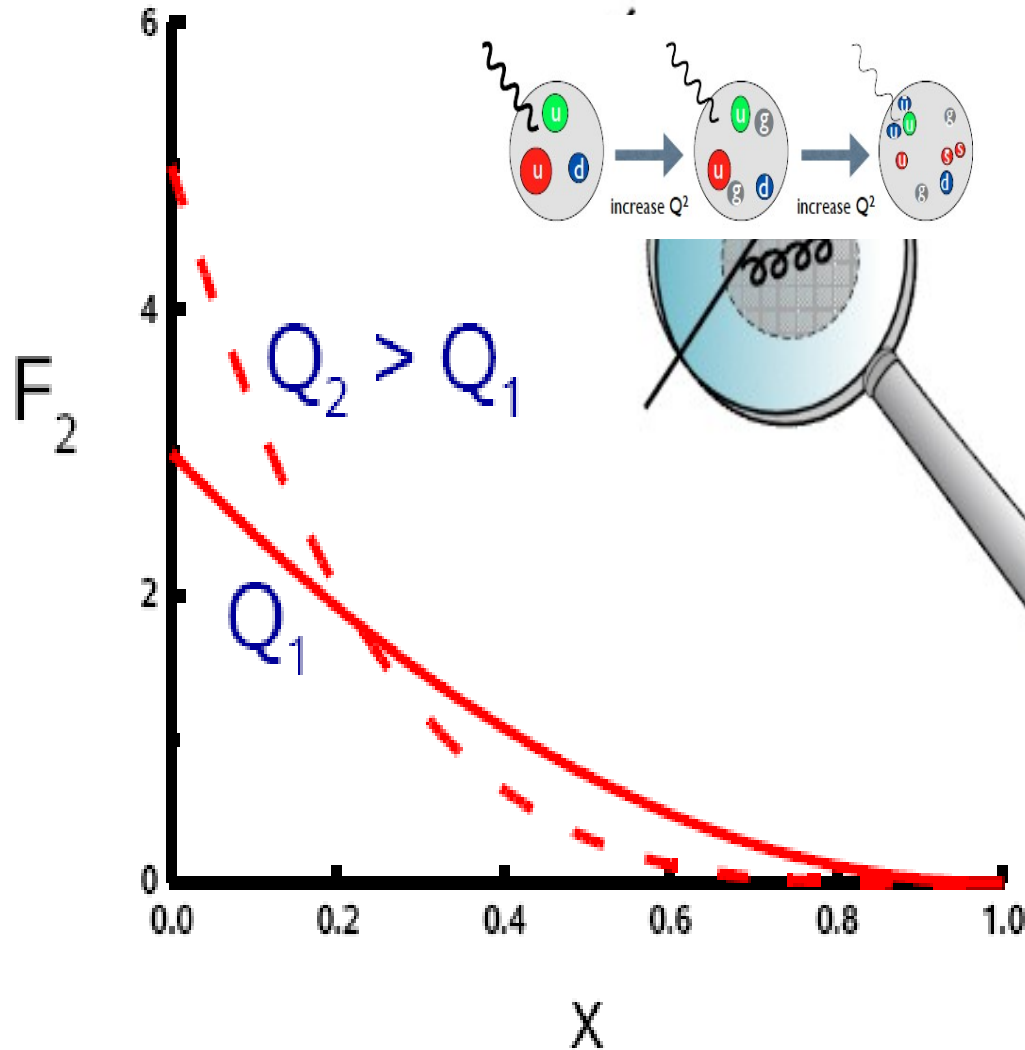 6
u
u
d
increase Q²
u
g
u
g
d
increase Q²
u
u
g
u
s
s
g
d
4
F₂
Q₂ > Q₁
2
Q₁
0
0.0 0.2 0.4 0.6 0.8 1.0
X